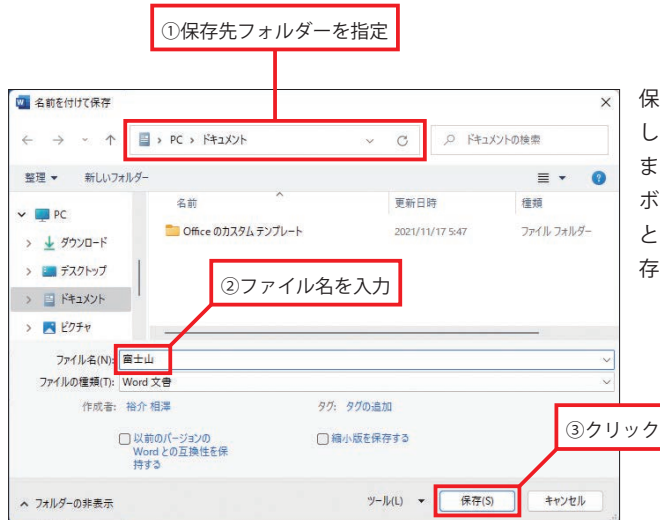 ①保存先フォルダーを指定
名前を付けて保存
PC › ドキュメント
ドキュメントの検索
整理
新しいフォルダー
名前
更新日時
種類
Office のカスタム テンプレート
2021/11/17 5:47
ファイル フォルダー
PC
ダウンロード
デスクトップ
ドキュメント
ピクチャ
②ファイル名を入力
ファイル名(N): 富士山
ファイルの種類(T): Word 文書
作成者: 裕介 相澤
タグ: タグの追加
以前のバージョンの
Word との互換性を保
持する
縮小版を保存する
③クリック
フォルダーの非表示
ツール(L)
保存(S)
キャンセル
保
し
ま
ボ
と
存